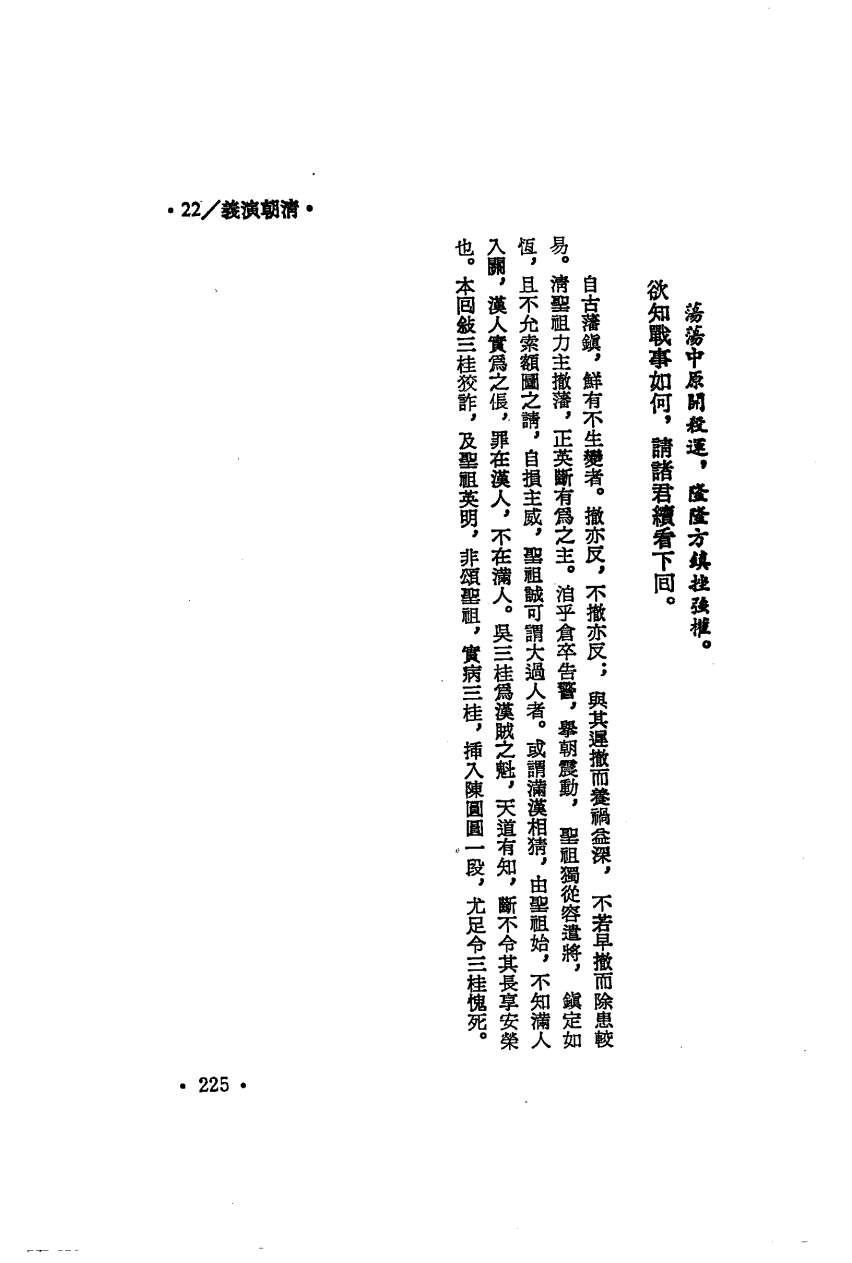 •22／義演朝清•
蕩蕩中原開殺運，隆隆方鎮挫強權。
欲知戰事如何，請諸君續看下回。
自古藩鎭，鮮有不生變者。撤亦反，不撤亦反；與其遲撤而養禍益深，不若早撤而除患較
易。清聖祖力主撤藩，正英斷有爲之主。洎乎倉卒告警，舉朝震動，聖祖獨從容遣將，鎭定如
恆，且不允索額圖之請，自損主威，聖祖誠可謂大過人者。或謂滿漢相猜，由聖祖始，不知滿人
入關，漢人實爲之倀，罪在漢人，不在滿人。吳三桂爲漢賊之魁，天道有知，斷不令其長享安榮
也。本回敍三桂狡詐，及聖祖英明，非頌聖祖，實病三桂，挿入陳圓圓一段，尤足令三桂愧死。
•225•